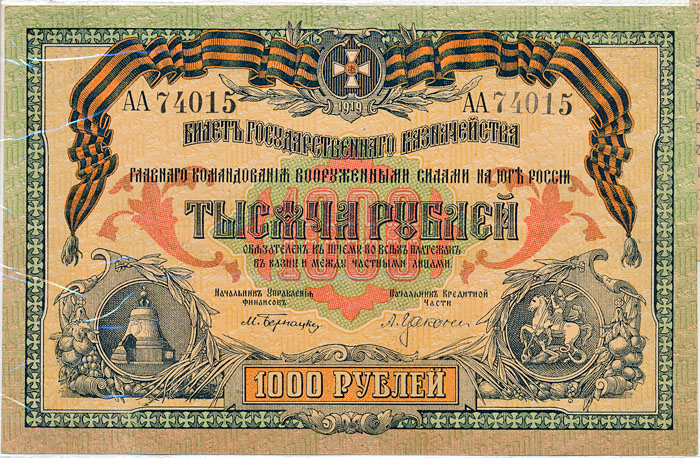 1919
АА 74015 АА 74015
БИЛЕТЪ ГОСУДАРСТВЕННАГО КАЗНАЧЕЙСТВА
ГЛАВНАГО КОМАНДОВАНІЯ ВООРУЖЕННЫМИ СИЛАМИ НА ЮГѢ РОССІИ
1000
ТЫСЯЧА РУБЛЕЙ
ОБЯЗАТЕЛЕНЪ КЪ ПРІЕМУ ВО ВСѢХЪ ПЛАТЕЖАХЪ
ВЪ КАЗНУ И МЕЖДУ ЧАСТНЫМИ ЛИЦАМИ.
Начальникъ Управленія Начальникъ Кредитной
Финансовъ Части
М. Бернацкі
1000 РУБЛЕЙ